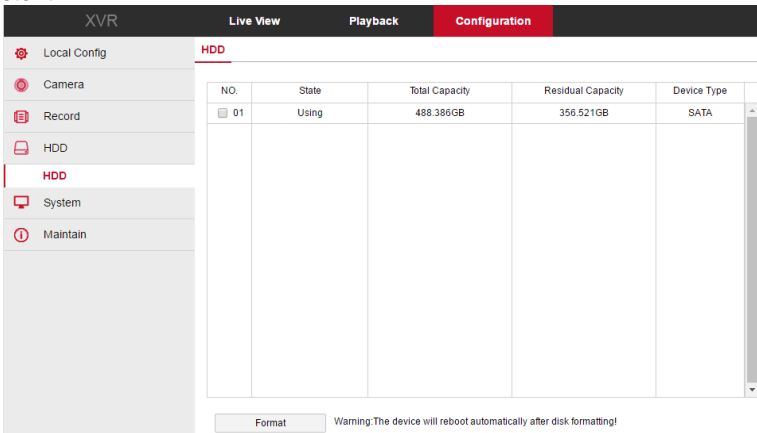 XVR Live View Playback Configuration
Local Config
HDD
Camera
NO. State Total Capacity Residual Capacity Device Type
01 Using 488.386GB 356.521GB SATA
Record
HDD
HDD
System
Maintain
Format Warning:The device will reboot automatically after disk formatting!